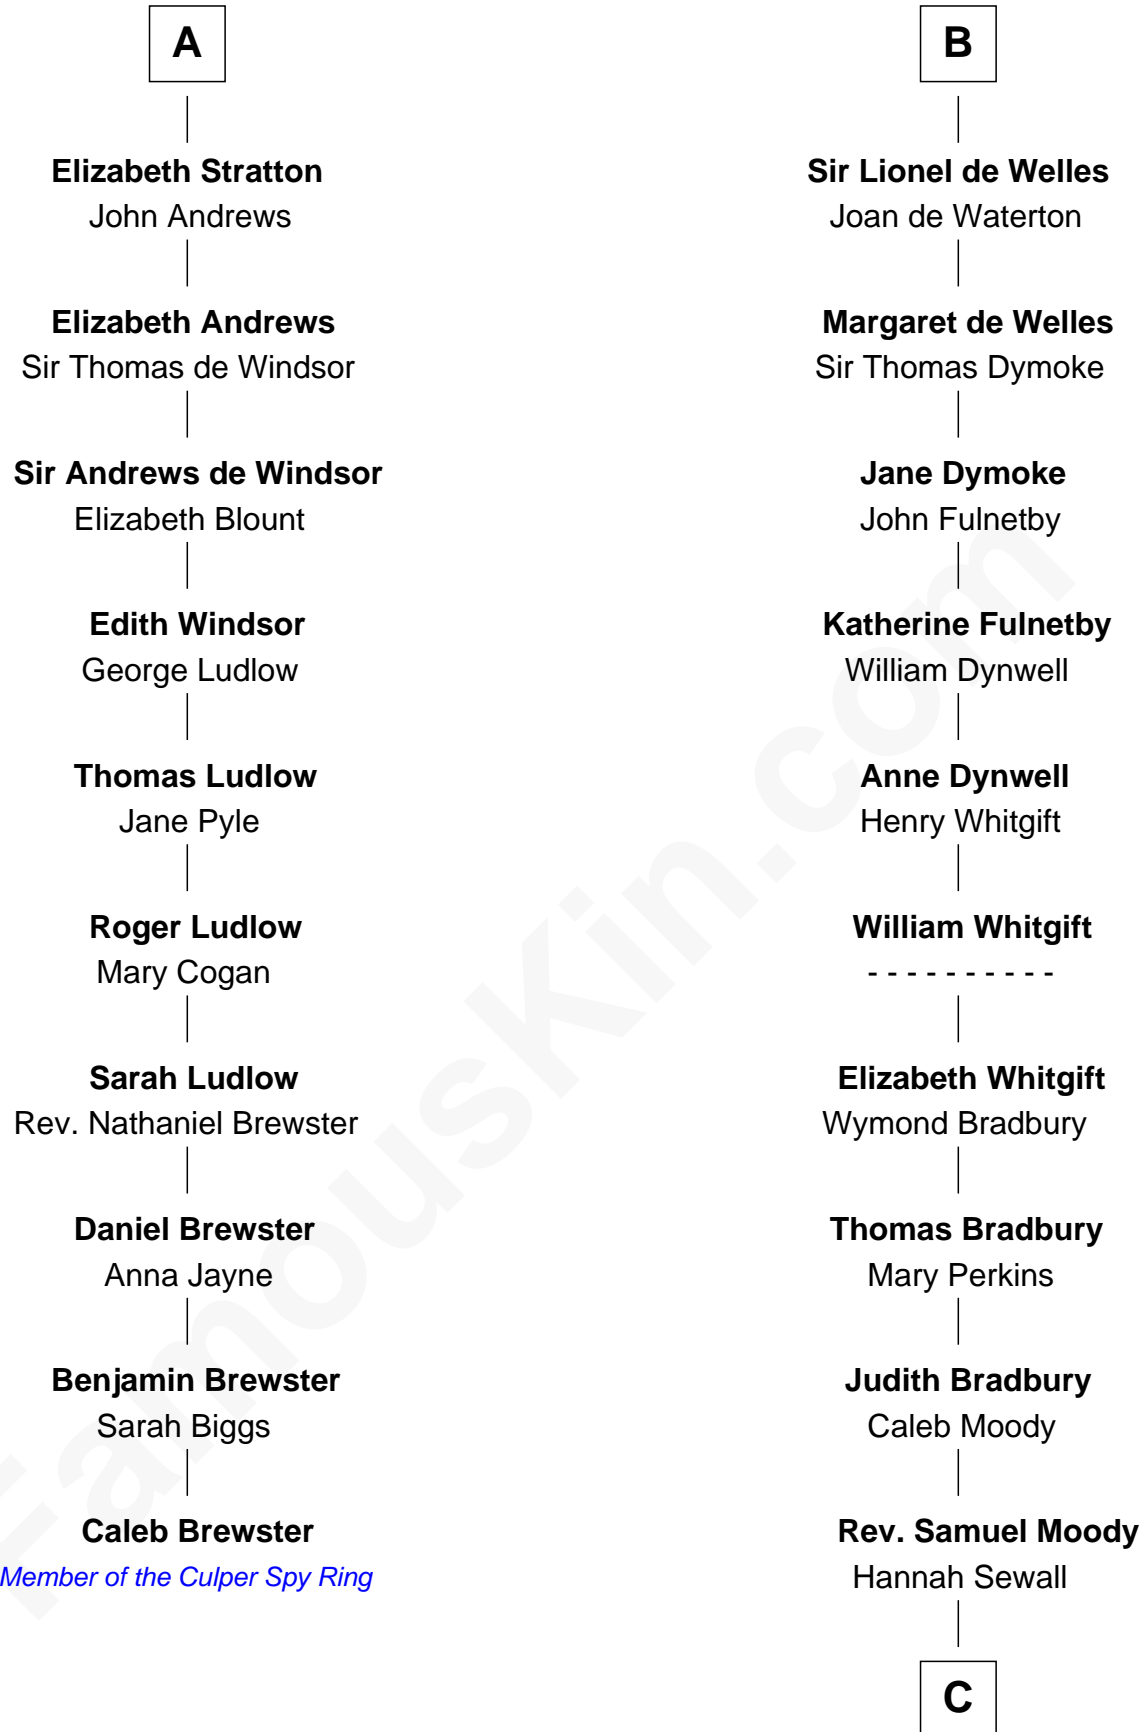 A
Elizabeth Stratton
John Andrews
Elizabeth Andrews
Sir Thomas de Windsor
Sir Andrews de Windsor
Elizabeth Blount
Edith Windsor
George Ludlow
Thomas Ludlow
Jane Pyle
Roger Ludlow
Mary Cogan
Sarah Ludlow
Rev. Nathaniel Brewster
Daniel Brewster
Anna Jayne
Benjamin Brewster
Sarah Biggs
Caleb Brewster
Member of the Culper Spy Ring
B
Sir Lionel de Welles
Joan de Waterton
Margaret de Welles
Sir Thomas Dymoke
Jane Dymoke
John Fulnetby
Katherine Fulnetby
William Dynwell
Anne Dynwell
Henry Whitgift
William Whitgift
- - - - - - - - - -
Elizabeth Whitgift
Wymond Bradbury
Thomas Bradbury
Mary Perkins
Judith Bradbury
Caleb Moody
Rev. Samuel Moody
Hannah Sewall
C
FamousKin.com